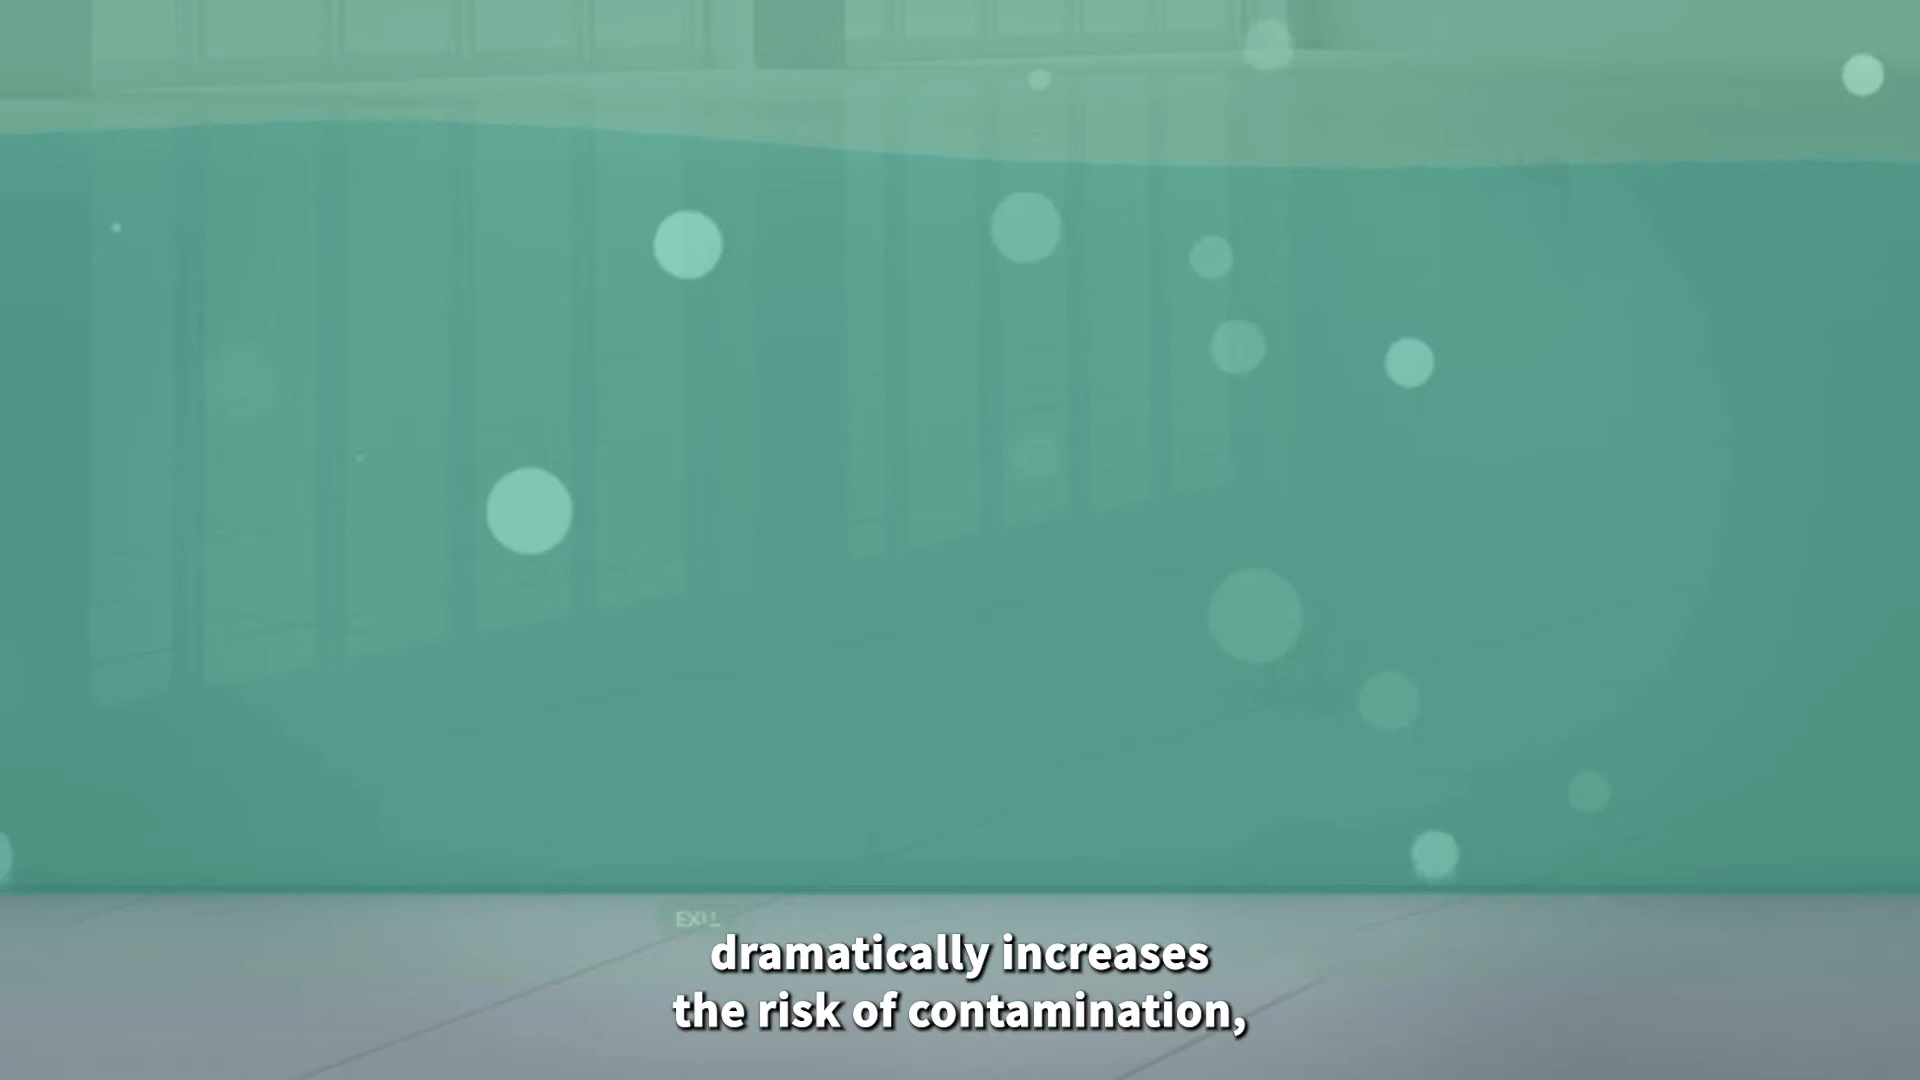 dramatically increases
the risk of contamination,